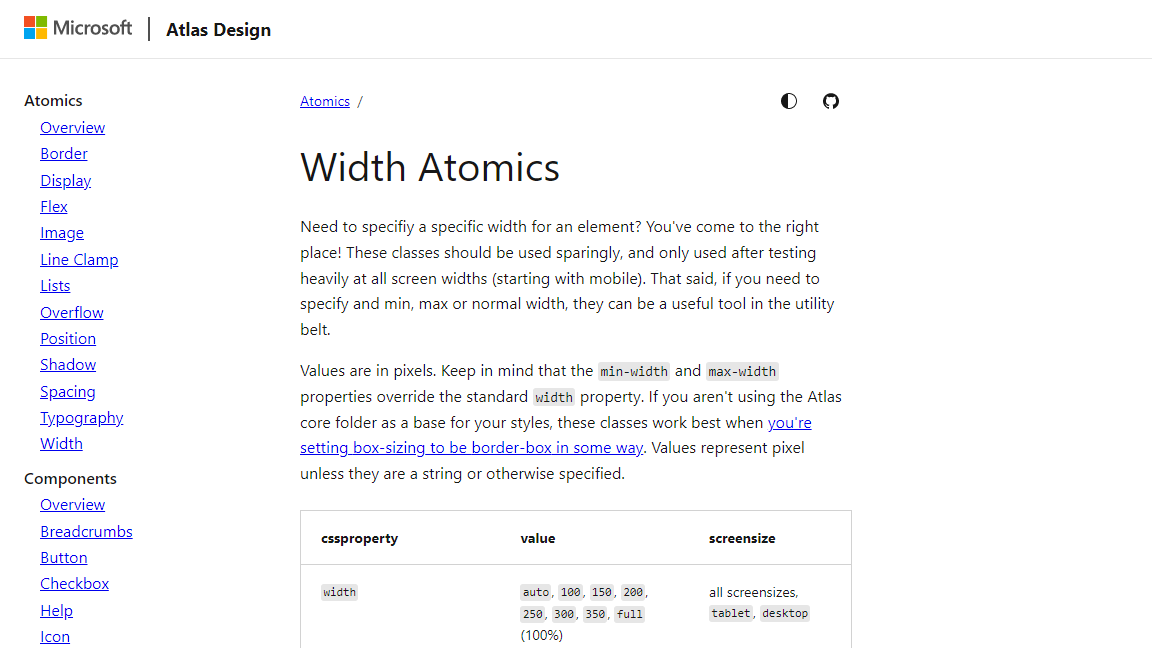 Microsoft | Atlas Design
Atomics
Overview
Border
Display
Flex
Image
Line Clamp
Lists
Overflow
Position
Shadow
Spacing
Typography
Width
Components
Overview
Breadcrumbs
Button
Checkbox
Help
Icon
Atomics /
Width Atomics
Need to specifiy a specific width for an element? You've come to the right
place! These classes should be used sparingly, and only used after testing
heavily at all screen widths (starting with mobile). That said, if you need to
specify and min, max or normal width, they can be a useful tool in the utility
belt.
Values are in pixels. Keep in mind that the min-width and max-width
properties override the standard width property. If you aren't using the Atlas
core folder as a base for your styles, these classes work best when you're
setting box-sizing to be border-box in some way. Values represent pixel
unless they are a string or otherwise specified.
cssproperty value screensize
width auto, 100, 150, 200, all screensizes,
250, 300, 350, full tablet, desktop
(100%)